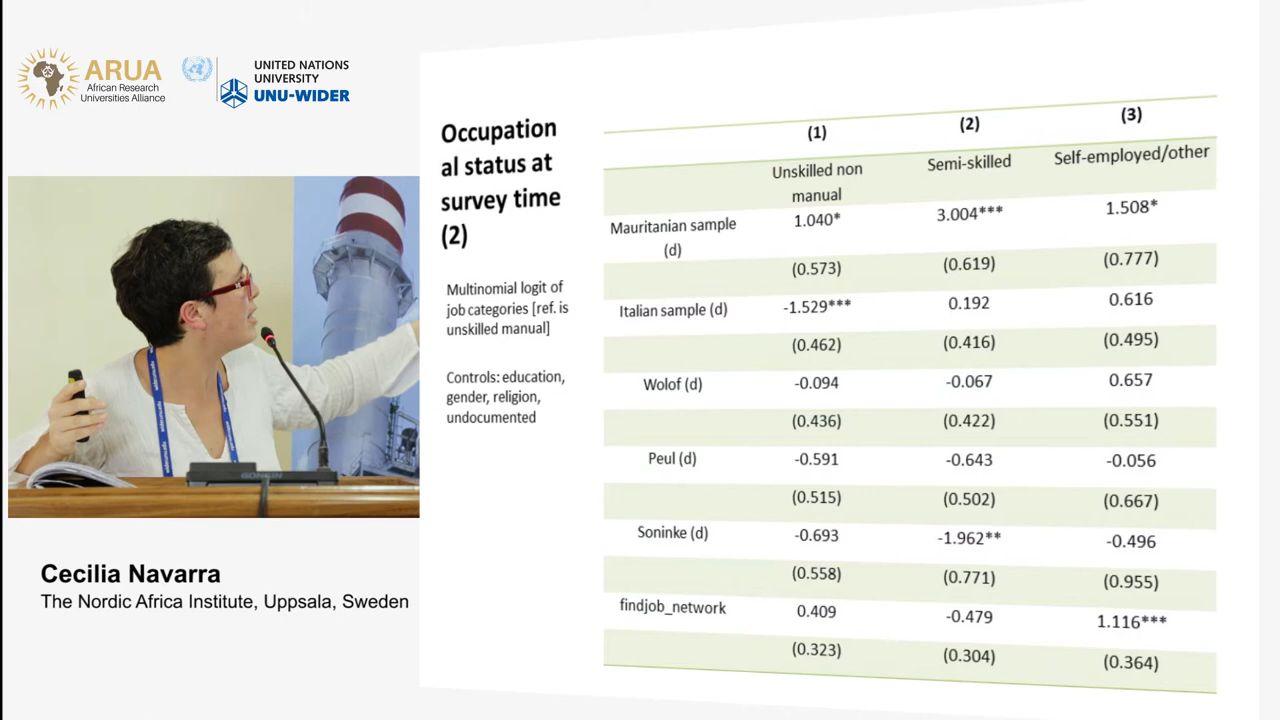 ARUA
African Research
Universities Alliance
UNITED NATIONS
UNIVERSITY
UNU-WIDER
Cecilia Navarra
The Nordic Africa Institute, Uppsala, Sweden
Occupation
al status at
survey time
(2)
Multinomial logit of
job categories [ref. is
unskilled manual]
Controls: education,
gender, religion,
undocumented
(1) (2) (3)
Unskilled non
manual
Semi-skilled
Self-employed/other
Mauritanian sample
(d)
1.040* 3.004*** 1.508*
(0.573) (0.619) (0.777)
Italian sample (d) -1.529*** 0.192 0.616
(0.462) (0.416) (0.495)
Wolof (d) -0.094 -0.067 0.657
(0.436) (0.422) (0.551)
Peul (d) -0.591 -0.643 -0.056
(0.515) (0.502) (0.667)
Soninke (d) -0.693 -1.962** -0.496
(0.558) (0.771) (0.955)
findjob_network 0.409 -0.479 1.116***
(0.323) (0.304) (0.364)